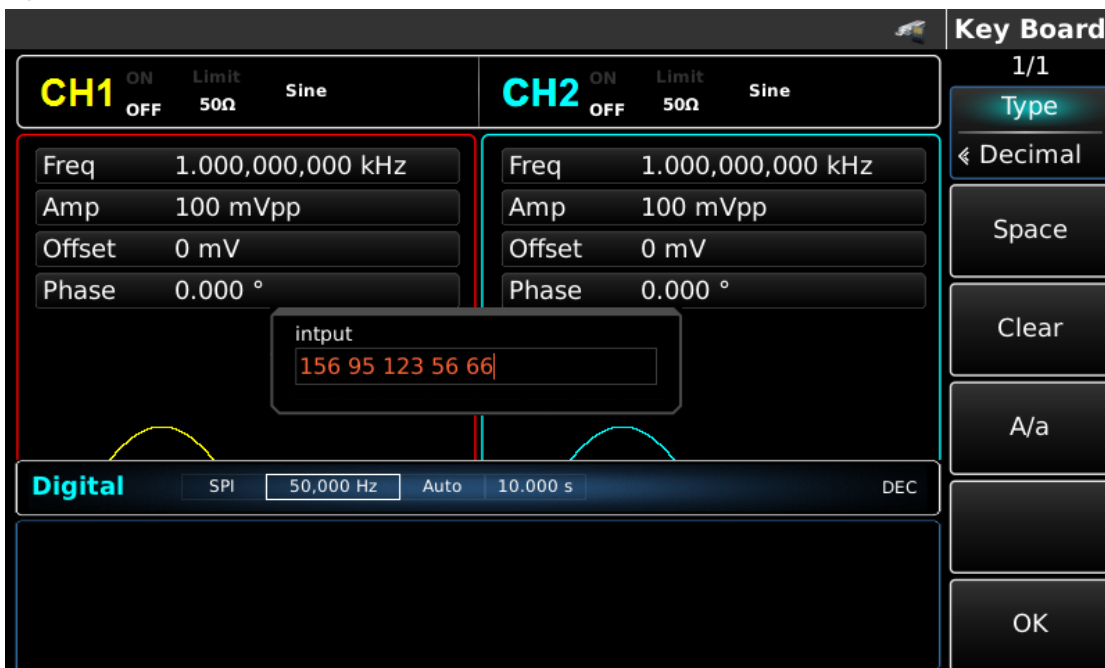 Key Board
1/1
CH1 ON OFF Limit 50Ω Sine
CH2 ON OFF Limit 50Ω Sine
Type
« Decimal
Freq 1.000,000,000 kHz
Freq 1.000,000,000 kHz
Amp 100 mVpp
Amp 100 mVpp
Space
Offset 0 mV
Offset 0 mV
Phase 0.000 °
Phase 0.000 °
intput
156 95 123 56 66
Clear
A/a
Digital SPI 50,000 Hz Auto 10.000 s DEC
OK